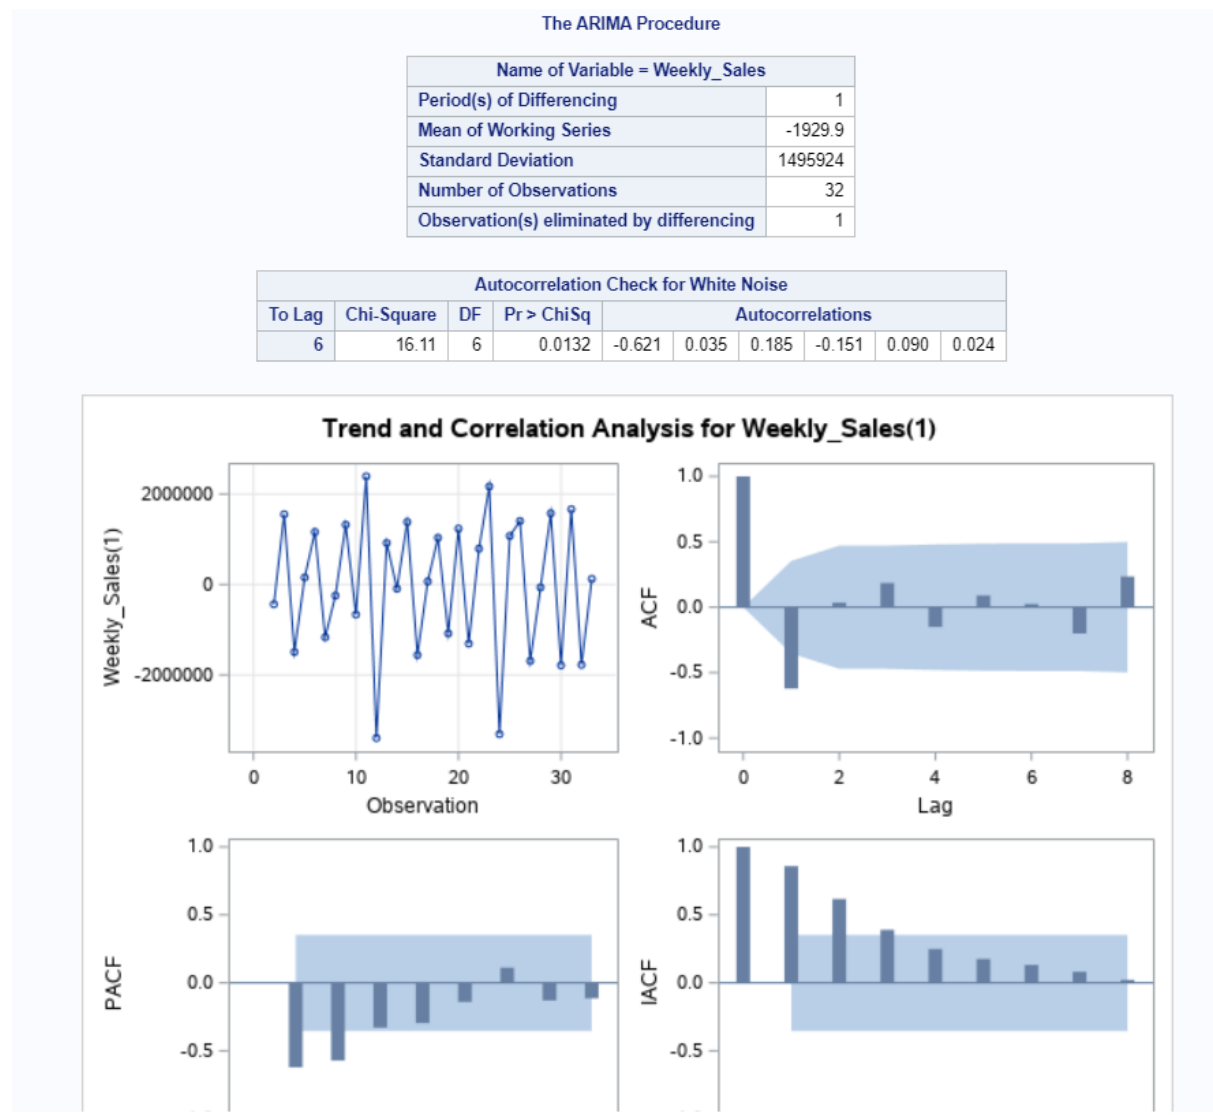 The ARIMA Procedure
Name of Variable = Weekly_Sales
Period(s) of Differencing 1
Mean of Working Series -1929.9
Standard Deviation 1495924
Number of Observations 32
Observation(s) eliminated by differencing 1
Autocorrelation Check for White Noise
To Lag Chi-Square DF Pr > ChiSq Autocorrelations
6 16.11 6 0.0132 -0.621 0.035 0.185 -0.151 0.090 0.024
Trend and Correlation Analysis for Weekly_Sales(1)
Weekly_Sales(1)
2000000
0
-2000000
0 10 20 30
Observation
ACF
1.0
0.5
0.0
-0.5
-1.0
0 2 4 6 8
Lag
PACF
1.0
0.5
0.0
-0.5
IACF
1.0
0.5
0.0
-0.5